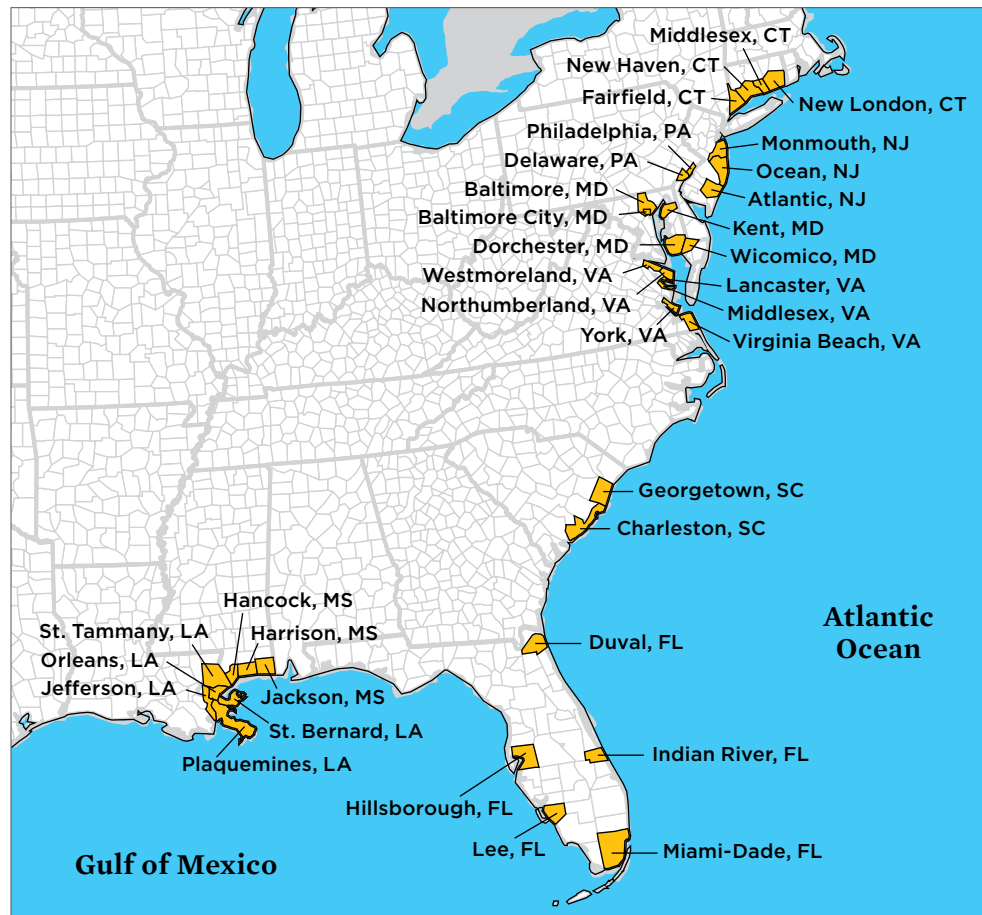 Middlesex, CT
New Haven, CT
Fairfield, CT
New London, CT
Philadelphia, PA
Monmouth, NJ
Delaware, PA
Ocean, NJ
Baltimore, MD
Atlantic, NJ
Baltimore City, MD
Kent, MD
Dorchester, MD
Wicomico, MD
Westmoreland, VA
Lancaster, VA
Northumberland, VA
Middlesex, VA
York, VA
Virginia Beach, VA
Georgetown, SC
Charleston, SC
Hancock, MS
St. Tammany, LA
Harrison, MS
Duval, FL
Atlantic
Ocean
Orleans, LA
Jefferson, LA
Jackson, MS
St. Bernard, LA
Plaquemines, LA
Indian River, FL
Hillsborough, FL
Lee, FL
Miami-Dade, FL
Gulf of Mexico